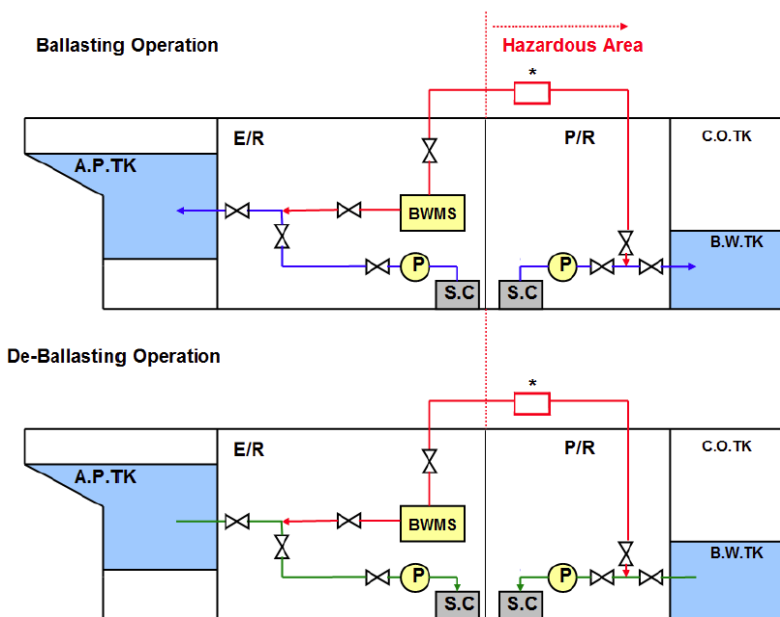 Ballasting Operation
Hazardous Area
*
E/R
P/R
C.O.TK
A.P.TK
BWMS
B.W.TK
P
P
S.C
S.C
De-Ballasting Operation
*
E/R
P/R
C.O.TK
A.P.TK
BWMS
B.W.TK
P
P
S.C
S.C